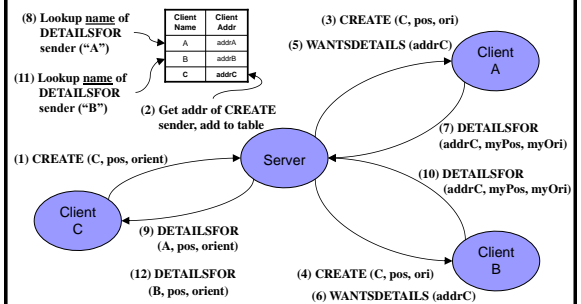 (8) Lookup name of
DETAILSFOR
sender ("A")
(11) Lookup name of
DETAILSFOR
sender ("B")
Client Name
Client Addr
A
addrA
B
addrB
C
addrC
(2) Get addr of CREATE
sender, add to table
(3) CREATE (C, pos, ori)
(5) WANTSDETAILS (addrC)
Client
A
(7) DETAILSFOR
(addrC, myPos, myOri)
(10) DETAILSFOR
(addrC, myPos, myOri)
(1) CREATE (C, pos, orient)
Server
Client
C
(9) DETAILSFOR
(A, pos, orient)
(12) DETAILSFOR
(B, pos, orient)
Client
B
(4) CREATE (C, pos, ori)
(6) WANTSDETAILS (addrC)